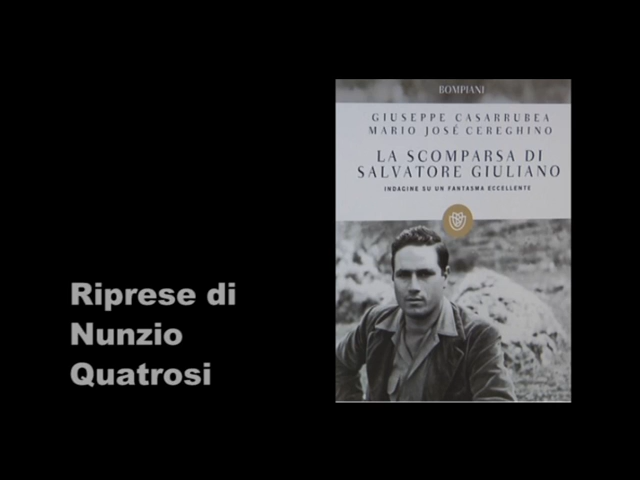 BOMPIANI
GIUSEPPE CASARRUBEA
MARIO JOSÉ CEREGHINO
LA SCOMPARSA DI
SALVATORE GIULIANO
INDAGINE SU UN FANTASMA ECCELLENTE
Riprese di
Nunzio
Quatrosi